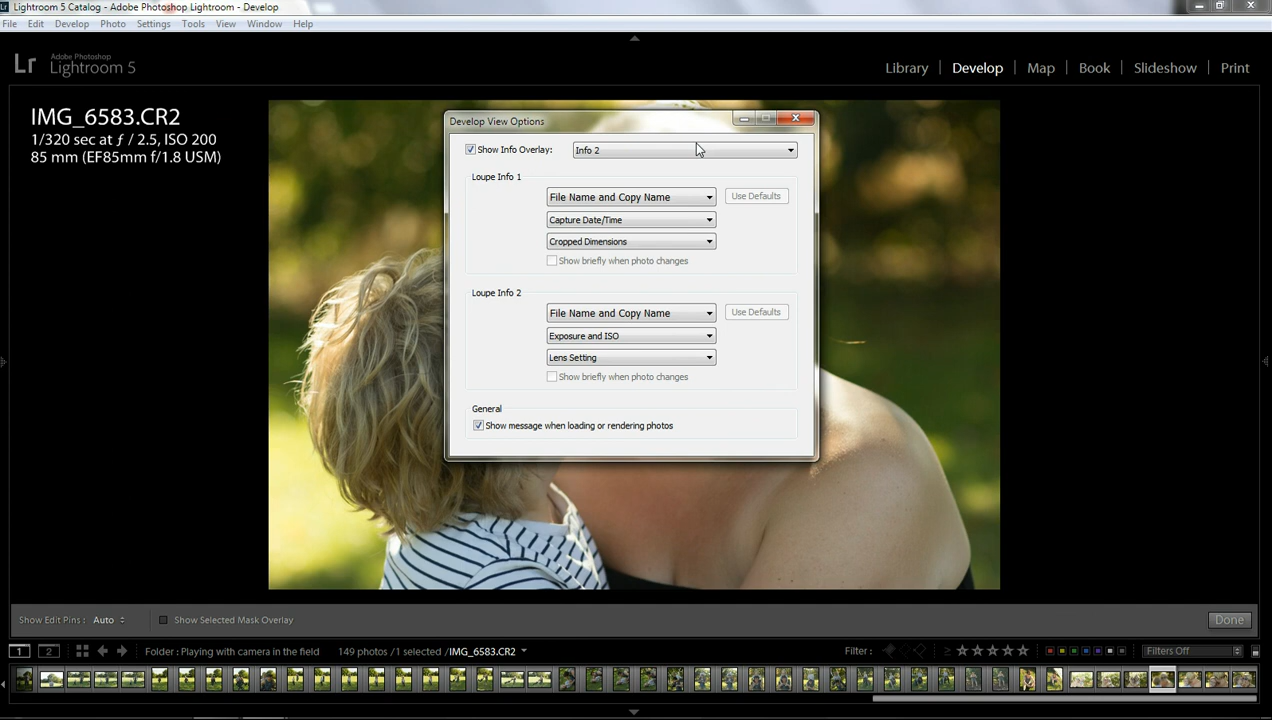 Lightroom 5 Catalog - Adobe Photoshop Lightroom - Develop
File Edit Develop Photo Settings Tools View Window Help
Lr Adobe Photoshop
Lightroom 5
Library | Develop | Map | Book | Slideshow | Print
IMG_6583.CR2
1/320 sec at ƒ / 2.5, ISO 200
85 mm (EF85mm f/1.8 USM)
Develop View Options
Show Info Overlay: Info 2
Loupe Info 1
File Name and Copy Name Use Defaults
Capture Date/Time
Cropped Dimensions
Show briefly when photo changes
Loupe Info 2
File Name and Copy Name Use Defaults
Exposure and ISO
Lens Setting
Show briefly when photo changes
General
Show message when loading or rendering photos
Show Edit Pins : Auto Show Selected Mask Overlay Done
1 2 Folder : Playing with camera in the field 149 photos /1 selected /IMG_6583.CR2 Filter : ≥ Filters Off